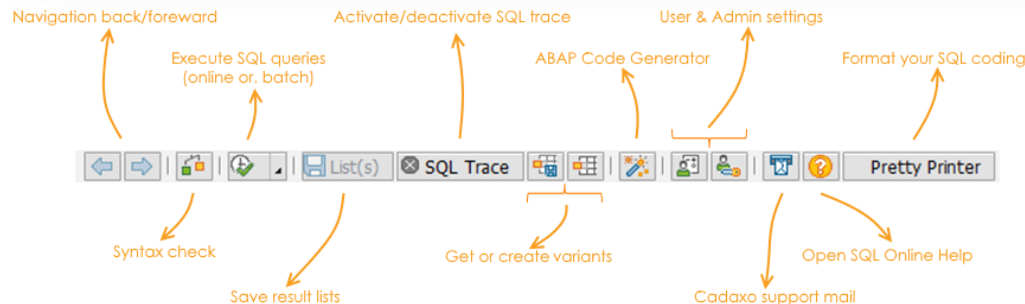 Navigation back/foreward
Activate/deactivate SQL trace
User & Admin settings
Execute SQL queries
(online or. batch)
ABAP Code Generator
Format your SQL coding
List(s)
SQL Trace
Pretty Printer
Syntax check
Get or create variants
Open SQL Online Help
Save result lists
Cadaxo support mail